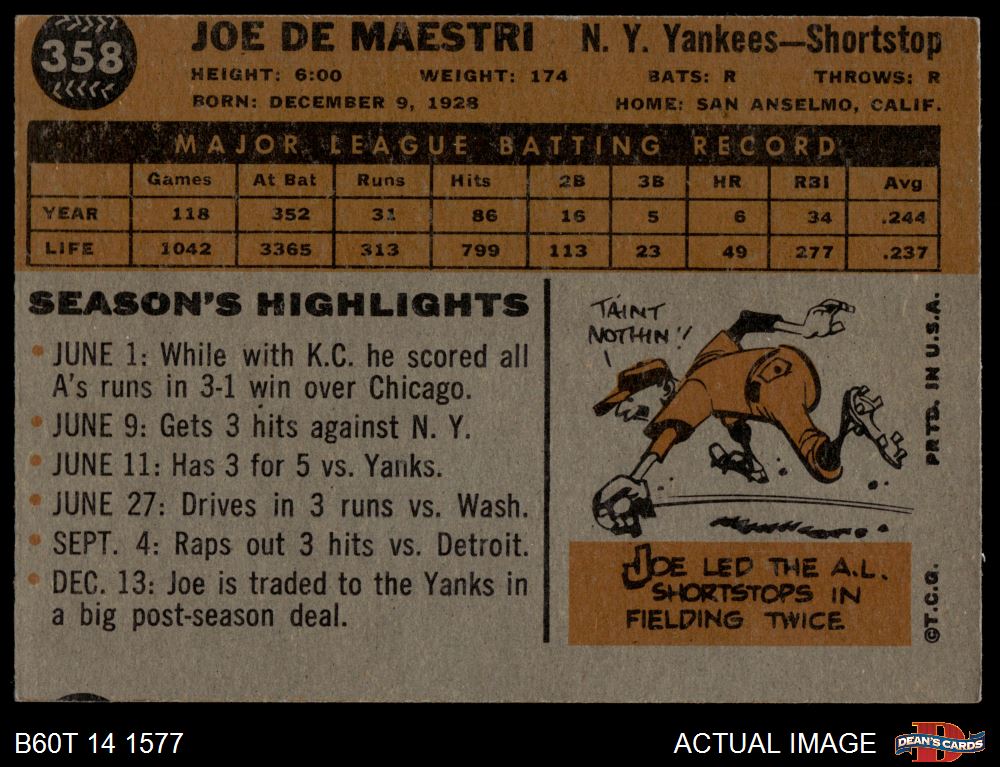 358
JOE DE MAESTRI N. Y. Yankees—Shortstop
HEIGHT: 6:00 WEIGHT: 174 BATS: R THROWS: R
BORN: DECEMBER 9, 1928 HOME: SAN ANSELMO, CALIF.
MAJOR LEAGUE BATTING RECORD
Games At Bat Runs Hits 2B 3B HR RBI Avg
YEAR 118 352 31 86 16 5 6 34 .244
LIFE 1042 3365 313 799 113 23 49 277 .237
SEASON'S HIGHLIGHTS
• JUNE 1: While with K.C. he scored all
A's runs in 3-1 win over Chicago.
• JUNE 9: Gets 3 hits against N. Y.
• JUNE 11: Has 3 for 5 vs. Yanks.
• JUNE 27: Drives in 3 runs vs. Wash.
• SEPT. 4: Raps out 3 hits vs. Detroit.
• DEC. 13: Joe is traded to the Yanks in
a big post-season deal.
'TAINT
NOTHIN'!
JOE LED THE A.L.
SHORTSTOPS IN
FIELDING TWICE
PRTD. IN U.S.A.
©T.C.G.
B60T 14 1577
ACTUAL IMAGE
DEAN'S CARDS